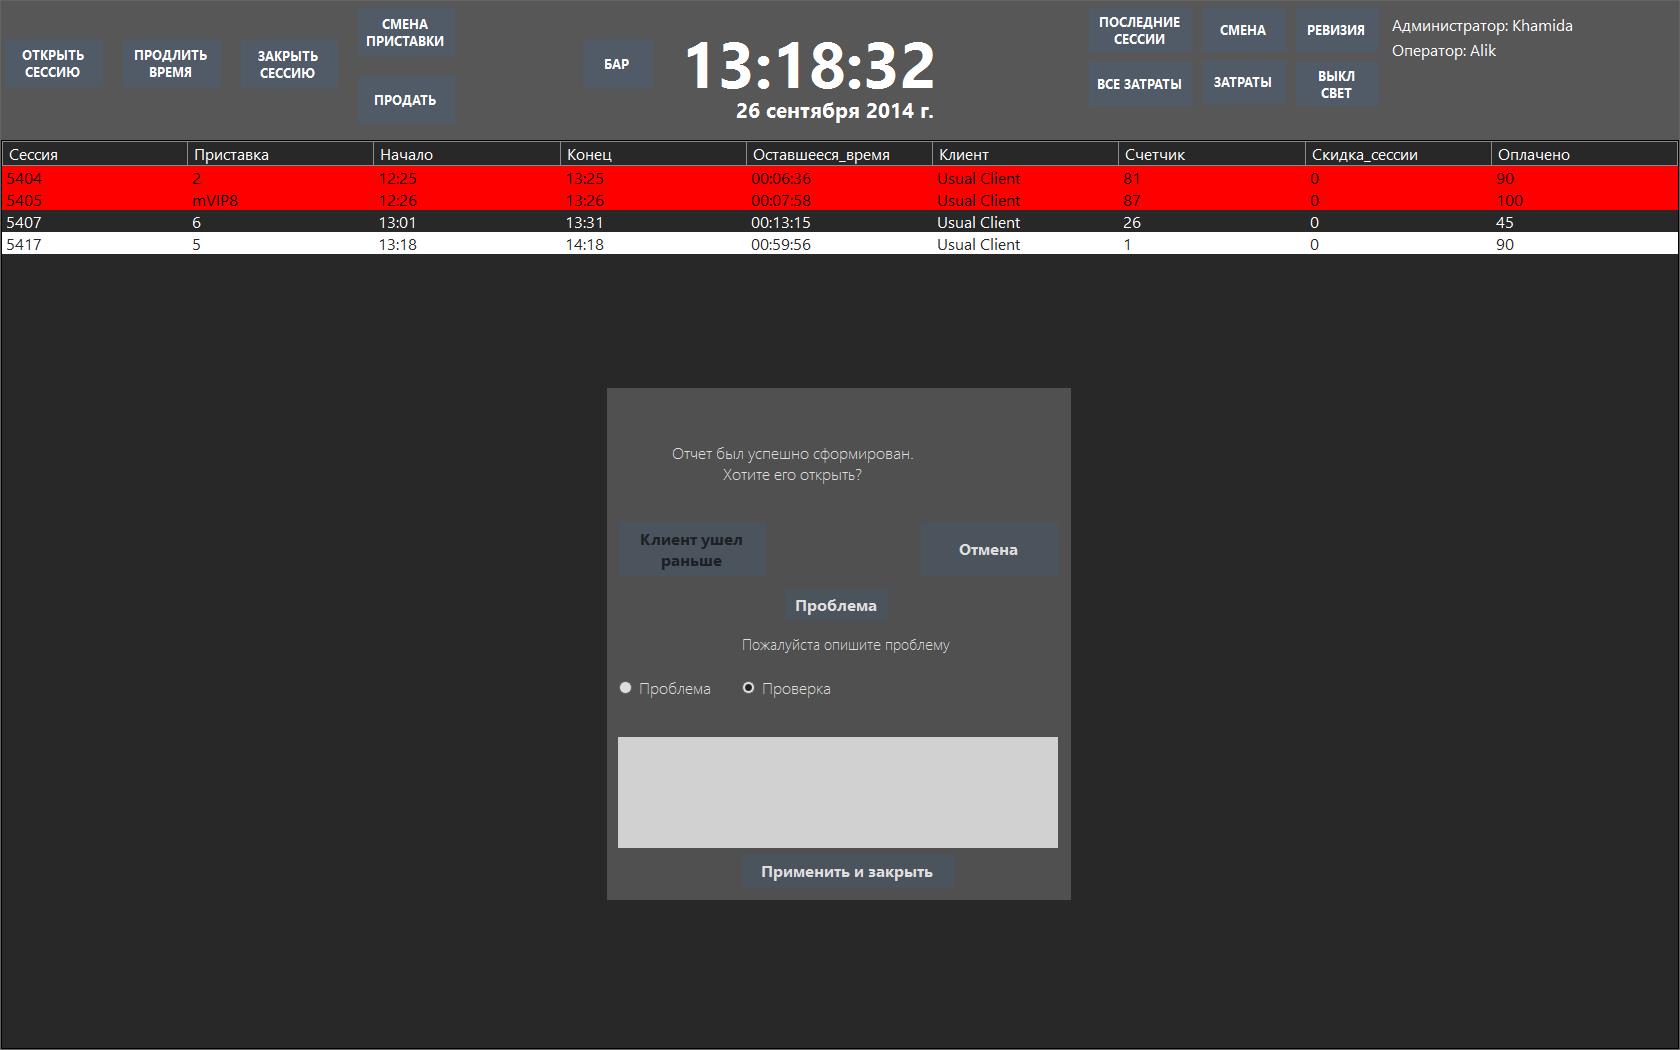 ОТКРЫТЬ
СЕССИЮ
ПРОДЛИТЬ
ВРЕМЯ
ЗАКРЫТЬ
СЕССИЮ
СМЕНА
ПРИСТАВКИ
ПРОДАТЬ
БАР
13:18:32
26 сентября 2014 г.
ПОСЛЕДНИЕ
СЕССИИ
СМЕНА
РЕВИЗИЯ
ВСЕ ЗАТРАТЫ
ЗАТРАТЫ
ВЫКЛ
СВЕТ
Администратор: Khamida
Оператор: Alik
Сессия Приставка Начало Конец Оставшееся_время Клиент Счетчик Скидка_сессии Оплачено
5404 2 12:25 13:25 00:06:36 Usual Client 81 0 90
5405 mVIP8 12:26 13:26 00:07:58 Usual Client 87 0 100
5407 6 13:01 13:31 00:13:15 Usual Client 26 0 45
5417 5 13:18 14:18 00:59:56 Usual Client 1 0 90
Отчет был успешно сформирован.
Хотите его открыть?
Клиент ушел
раньше
Отмена
Проблема
Пожалуйста опишите проблему
Проблема Проверка
Применить и закрыть